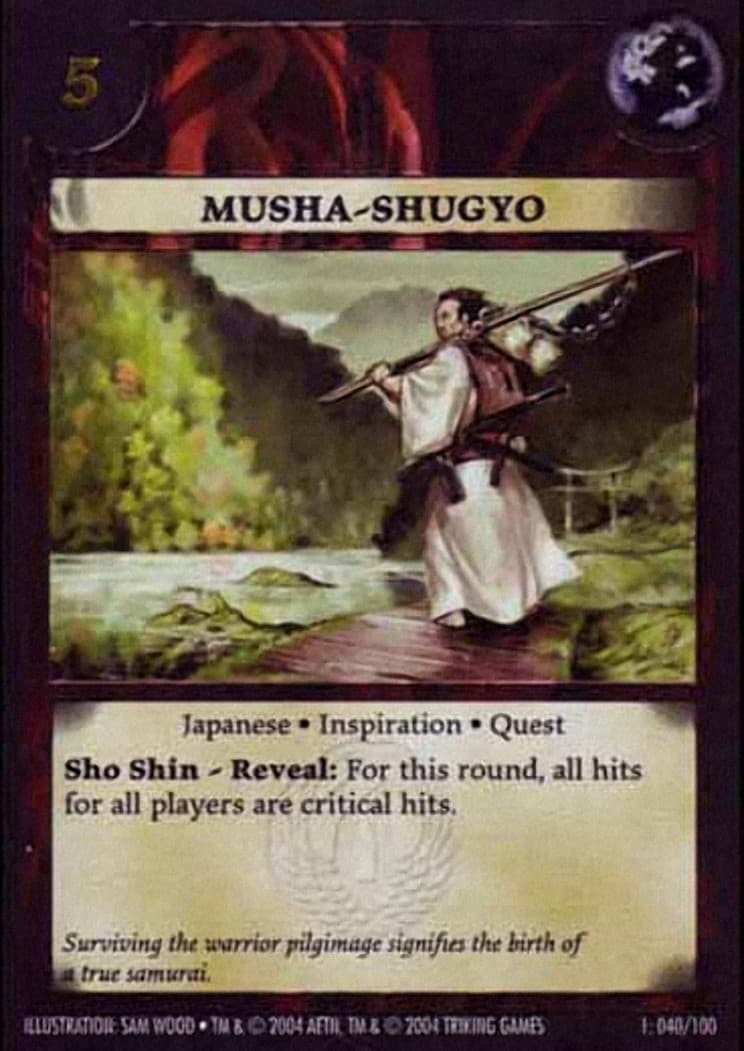 5
MUSHA-SHUGYO
Japanese • Inspiration • Quest
Sho Shin - Reveal: For this round, all hits
for all players are critical hits.
Surviving the warrior pilgrimage signifies the birth of
a true samurai.
ILLUSTRATION: SAM WOOD • TM & © 2004 AETII, TM & © 2004 TRIKING GAMES
1: 040/100